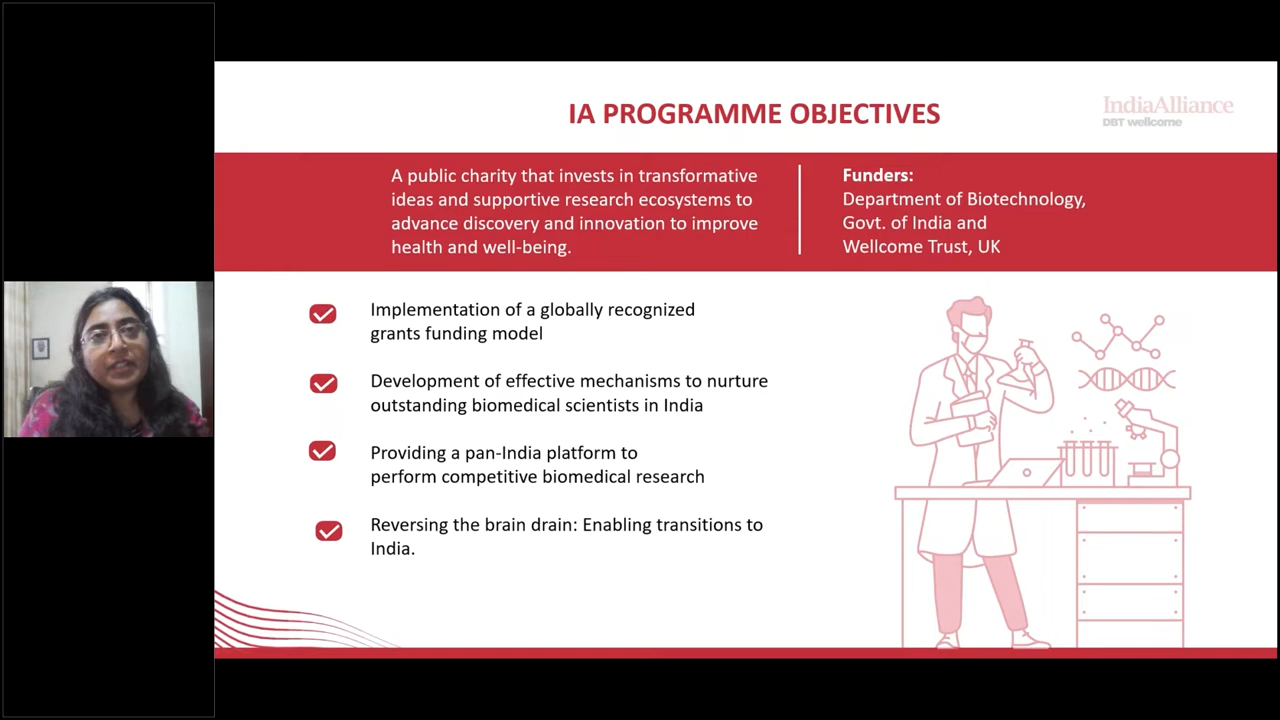 IA PROGRAMME OBJECTIVES
IndiaAlliance
DBT wellcome
A public charity that invests in transformative
ideas and supportive research ecosystems to
advance discovery and innovation to improve
health and well-being.
Funders:
Department of Biotechnology,
Govt. of India and
Wellcome Trust, UK
Implementation of a globally recognized
grants funding model
Development of effective mechanisms to nurture
outstanding biomedical scientists in India
Providing a pan-India platform to
perform competitive biomedical research
Reversing the brain drain: Enabling transitions to
India.